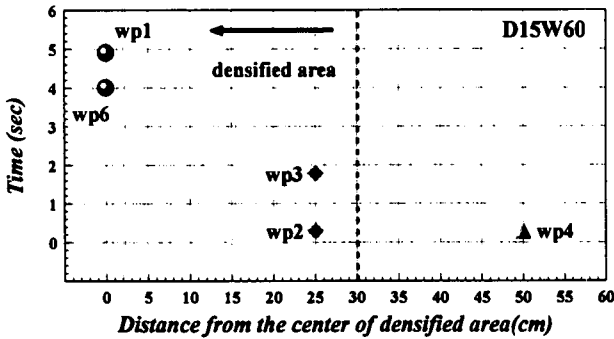 6
wp1
D15W60
5
densified area
4
wp6
3
Time (sec)
2
wp3
1
wp2
wp4
0
0 5 10 15 20 25 30 35 40 45 50 55 60
Distance from the center of densified area(cm)